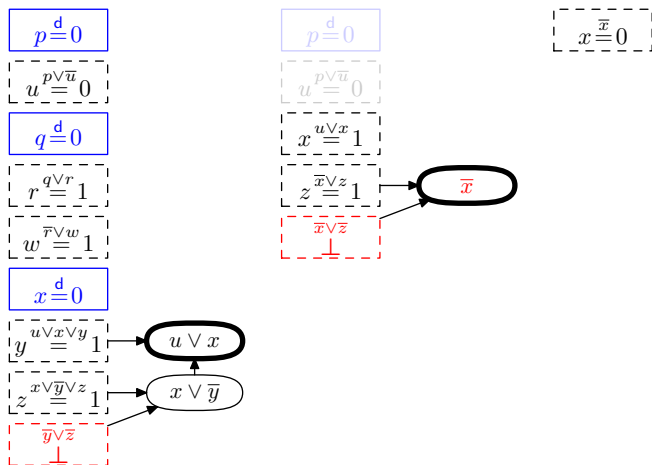 p =ᵈ 0
u =^{p∨u̅} 0
q =ᵈ 0
r =^{q∨r} 1
w =^{r̅∨w} 1
x =ᵈ 0
y =^{u∨x∨y} 1
u ∨ x
z =^{x∨y̅∨z} 1
x ∨ y̅
y̅∨z̅
⊥
p =ᵈ 0
u =^{p∨u̅} 0
x =^{u∨x} 1
z =^{x̅∨z} 1
x̅
x̅∨z̅
⊥
x =^{x̅} 0